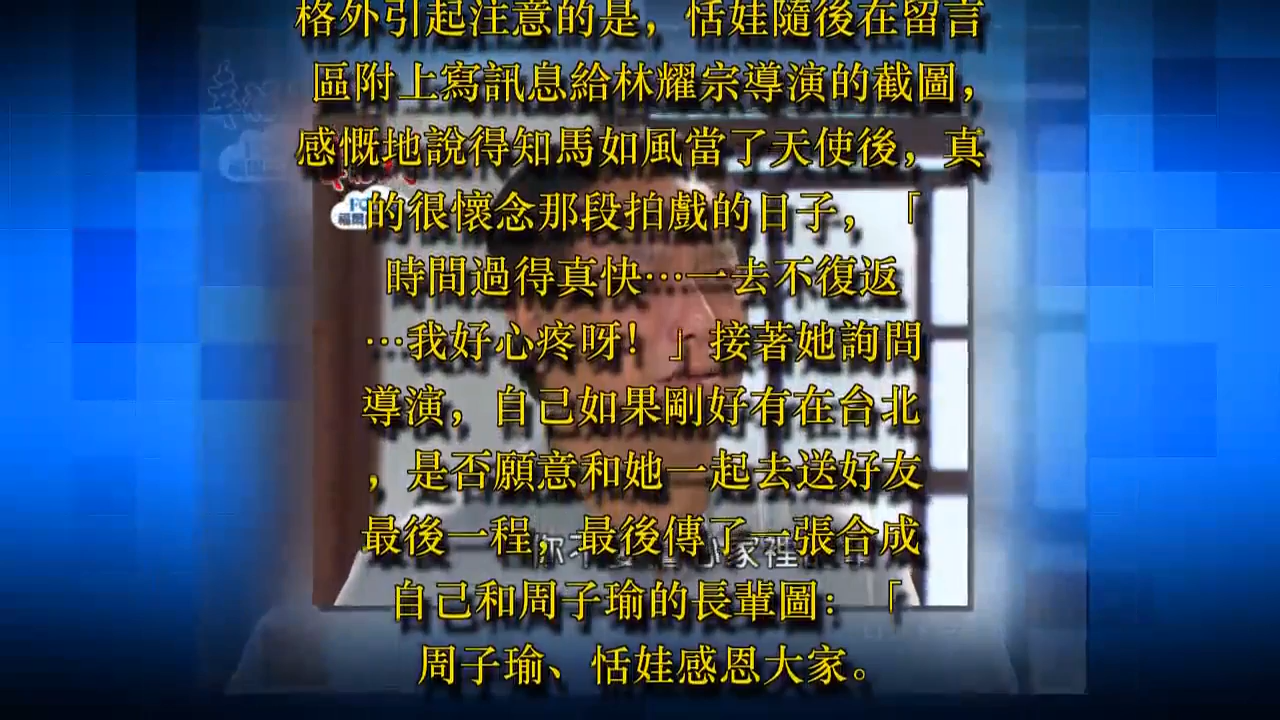 格外引起注意的是，恬娃隨後在留言
區附上寫訊息給林耀宗導演的截圖，
感慨地說得知馬如風當了天使後，真
的很懷念那段拍戲的日子，「
時間過得真快…一去不復返
…我好心疼呀！」接著她詢問
導演，自己如果剛好有在台北
，是否願意和她一起去送好友
最後一程，最後傳了一張合成
自己和周子瑜的長輩圖：「
周子瑜、恬娃感恩大家。